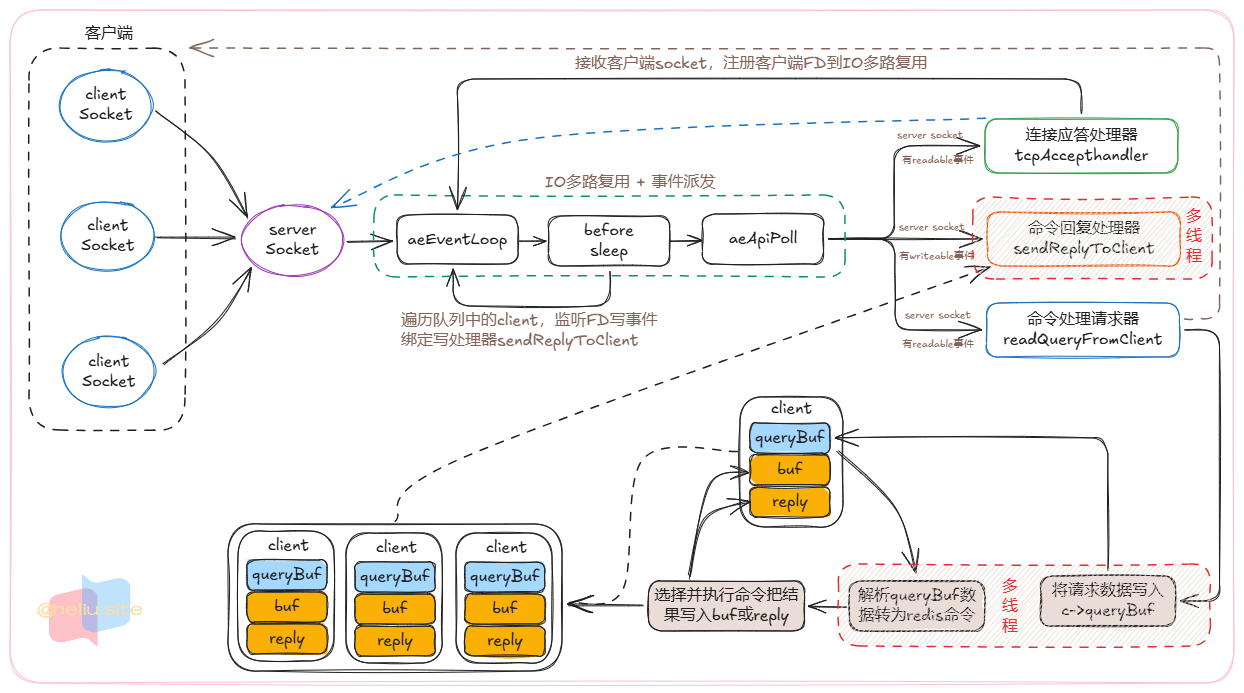 客户端
接收客户端socket，注册客户端FD到IO多路复用
client
Socket
client
Socket
client
Socket
server
Socket
IO多路复用 + 事件派发
aeEventLoop
before
sleep
aeApiPoll
遍历队列中的client，监听FD写事件
绑定写处理器sendReplyToClient
server socket
有readable事件
连接应答处理器
tcpAccepthandler
server socket
有writeable事件
命令回复处理器
sendReplyToClient
多
线
程
server socket
有readable事件
命令处理请求器
readQueryFromClient
client
queryBuf
buf
reply
client
queryBuf
buf
reply
client
queryBuf
buf
reply
client
queryBuf
buf
reply
选择并执行命令把结
果写入buf或reply
解析queryBuf数
据转为redis命令
多
线
程
将请求数据写入
c->queryBuf
@heliu.site